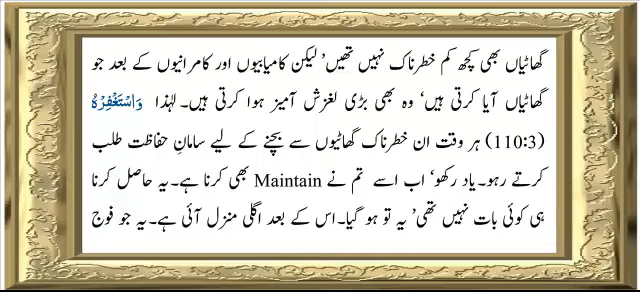 گھاٹیاں بھی کچھ کم خطرناک نہیں تھیں’ لیکن کامیابیوں اور کامرانیوں کے بعد جو
گھاٹیاں آیا کرتی ہیں‘ وہ بھی بڑی لغزش آمیز ہوا کرتی ہیں۔ لہٰذا وَاسْتَغْفِرْهُ
(110:3) ہر وقت ان خطرناک گھاٹیوں سے بچنے کے لیے سامانِ حفاظت طلب
کرتے رہو۔ یاد رکھو‘ اب اسے تم نے Maintain بھی کرنا ہے۔ یہ حاصل کرنا
ہی کوئی بات نہیں تھی’ یہ تو ہو گیا۔ اس کے بعد اگلی منزل آئی ہے۔ یہ جو فوج